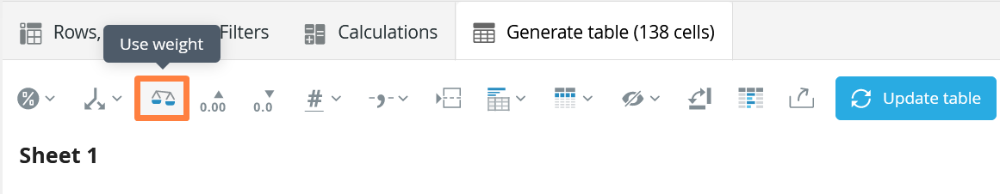 Rows, Filters Calculations Generate table (138 cells)
Use weight
% 0.00 0.0 # -,- Update table
Sheet 1